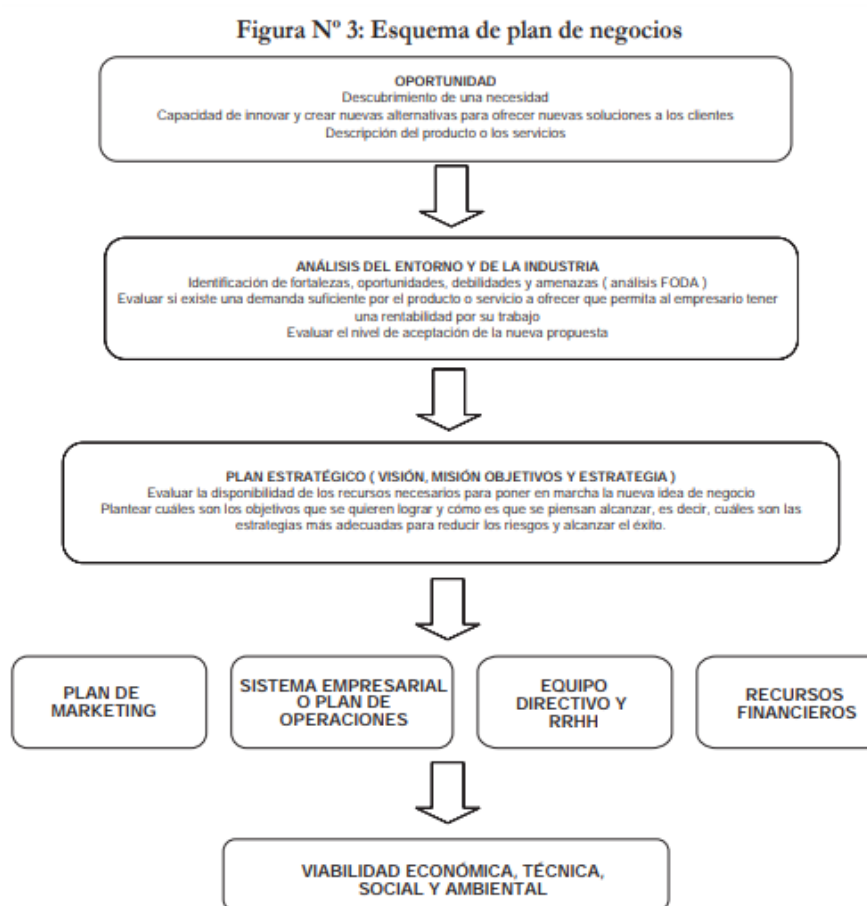 Figura Nº 3: Esquema de plan de negocios
OPORTUNIDAD
Descubrimiento de una necesidad
Capacidad de innovar y crear nuevas alternativas para ofrecer nuevas soluciones a los clientes
Descripción del producto o los servicios
ANÁLISIS DEL ENTORNO Y DE LA INDUSTRIA
Identificación de fortalezas, oportunidades, debilidades y amenazas ( análisis FODA )
Evaluar si existe una demanda suficiente por el producto o servicio a ofrecer que permita al empresario tener
una rentabilidad por su trabajo
Evaluar el nivel de aceptación de la nueva propuesta
PLAN ESTRATÉGICO ( VISIÓN, MISIÓN OBJETIVOS Y ESTRATEGIA )
Evaluar la disponibilidad de los recursos necesarios para poner en marcha la nueva idea de negocio
Plantear cuáles son los objetivos que se quieren lograr y cómo es que se piensan alcanzar, es decir, cuáles son las
estrategias más adecuadas para reducir los riesgos y alcanzar el éxito.
PLAN DE
MARKETING
SISTEMA EMPRESARIAL
O PLAN DE
OPERACIONES
EQUIPO
DIRECTIVO Y
RRHH
RECURSOS
FINANCIEROS
VIABILIDAD ECONÓMICA, TÉCNICA,
SOCIAL Y AMBIENTAL